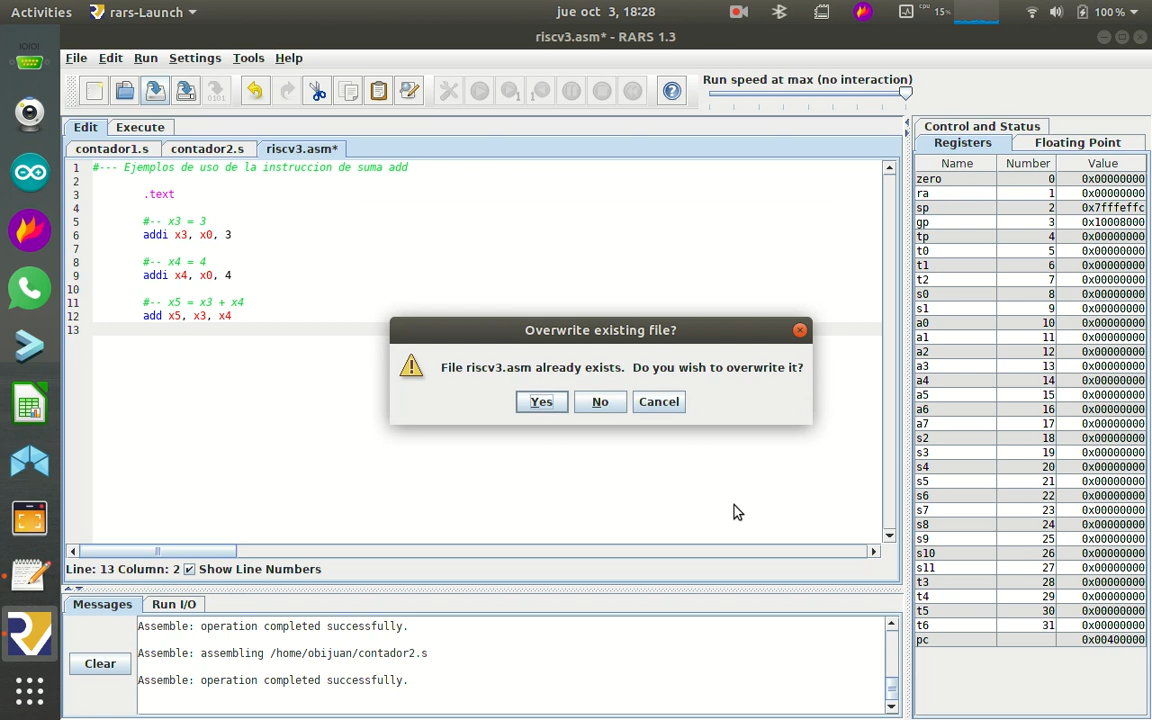 Activities rars-Launch jue oct 3, 18:28 cpu 15% 100%
riscv3.asm* - RARS 1.3
File Edit Run Settings Tools Help
Run speed at max (no interaction)
Edit Execute
contador1.s contador2.s riscv3.asm*
1 #--- Ejemplos de uso de la instruccion de suma add
2
3 .text
4
5 #-- x3 = 3
6 addi x3, x0, 3
7
8 #-- x4 = 4
9 addi x4, x0, 4
10
11 #-- x5 = x3 + x4
12 add x5, x3, x4
13
Overwrite existing file?
File riscv3.asm already exists. Do you wish to overwrite it?
Yes No Cancel
Line: 13 Column: 2 Show Line Numbers
Messages Run I/O
Assemble: operation completed successfully.
Assemble: assembling /home/obijuan/contador2.s
Clear
Assemble: operation completed successfully.
Control and Status
Registers Floating Point
Name Number Value
zero 0 0x00000000
ra 1 0x00000000
sp 2 0x7fffeffc
gp 3 0x10008000
tp 4 0x00000000
t0 5 0x00000000
t1 6 0x00000000
t2 7 0x00000000
s0 8 0x00000000
s1 9 0x00000000
a0 10 0x00000000
a1 11 0x00000000
a2 12 0x00000000
a3 13 0x00000000
a4 14 0x00000000
a5 15 0x00000000
a6 16 0x00000000
a7 17 0x00000000
s2 18 0x00000000
s3 19 0x00000000
s4 20 0x00000000
s5 21 0x00000000
s6 22 0x00000000
s7 23 0x00000000
s8 24 0x00000000
s9 25 0x00000000
s10 26 0x00000000
s11 27 0x00000000
t3 28 0x00000000
t4 29 0x00000000
t5 30 0x00000000
t6 31 0x00000000
pc 0x00400000